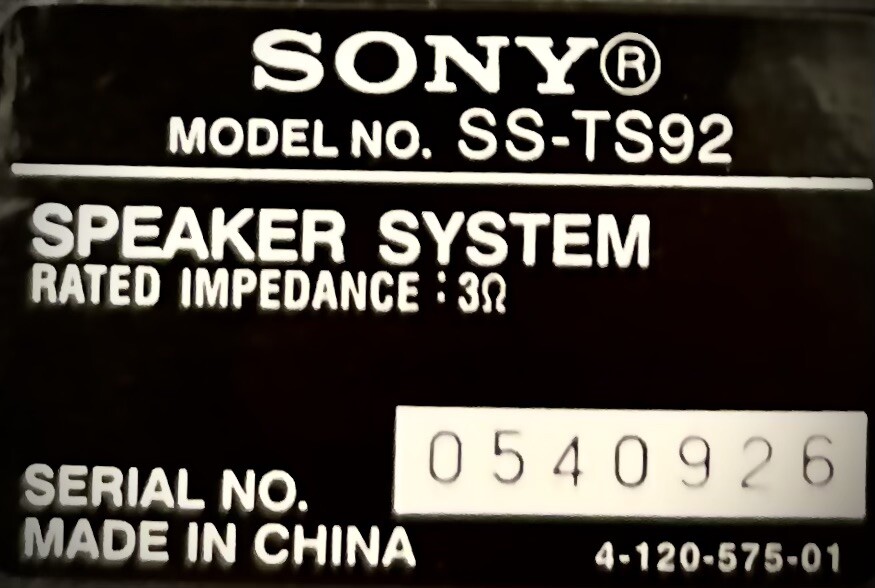 SONY®
MODEL NO. SS-TS92
SPEAKER SYSTEM
RATED IMPEDANCE : 3Ω
SERIAL NO. 0540926
MADE IN CHINA 4-120-575-01